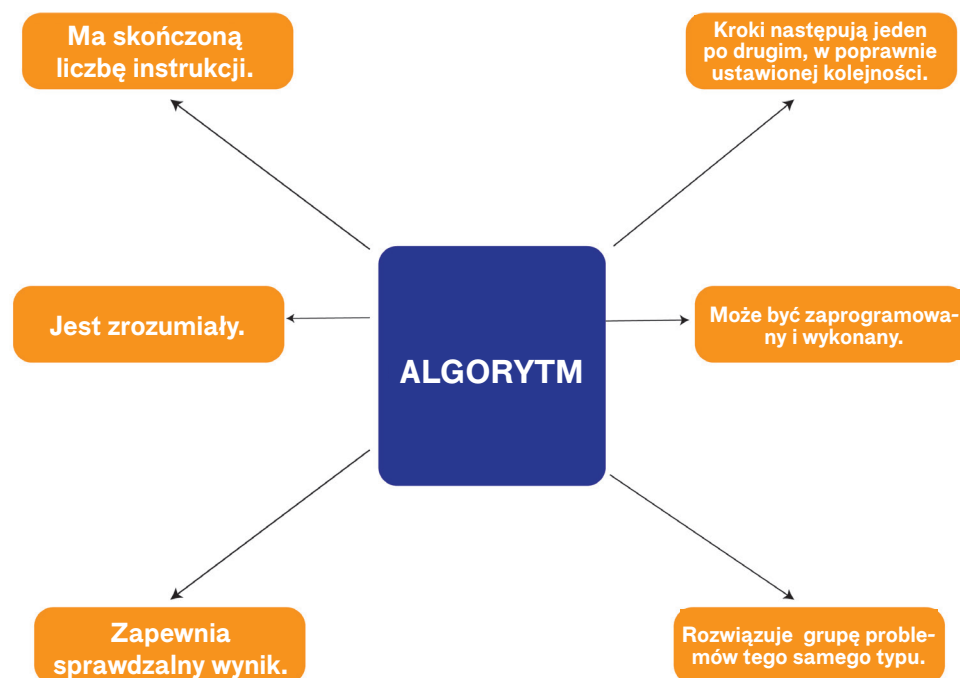 Ma skończoną
liczbę instrukcji.
Kroki następują jeden
po drugim, w poprawnie
ustawionej kolejności.
Jest zrozumiały.
ALGORYTM
Może być zaprogramowa-
ny i wykonany.
Zapewnia
sprawdzalny wynik.
Rozwiązuje grupę proble-
mów tego samego typu.